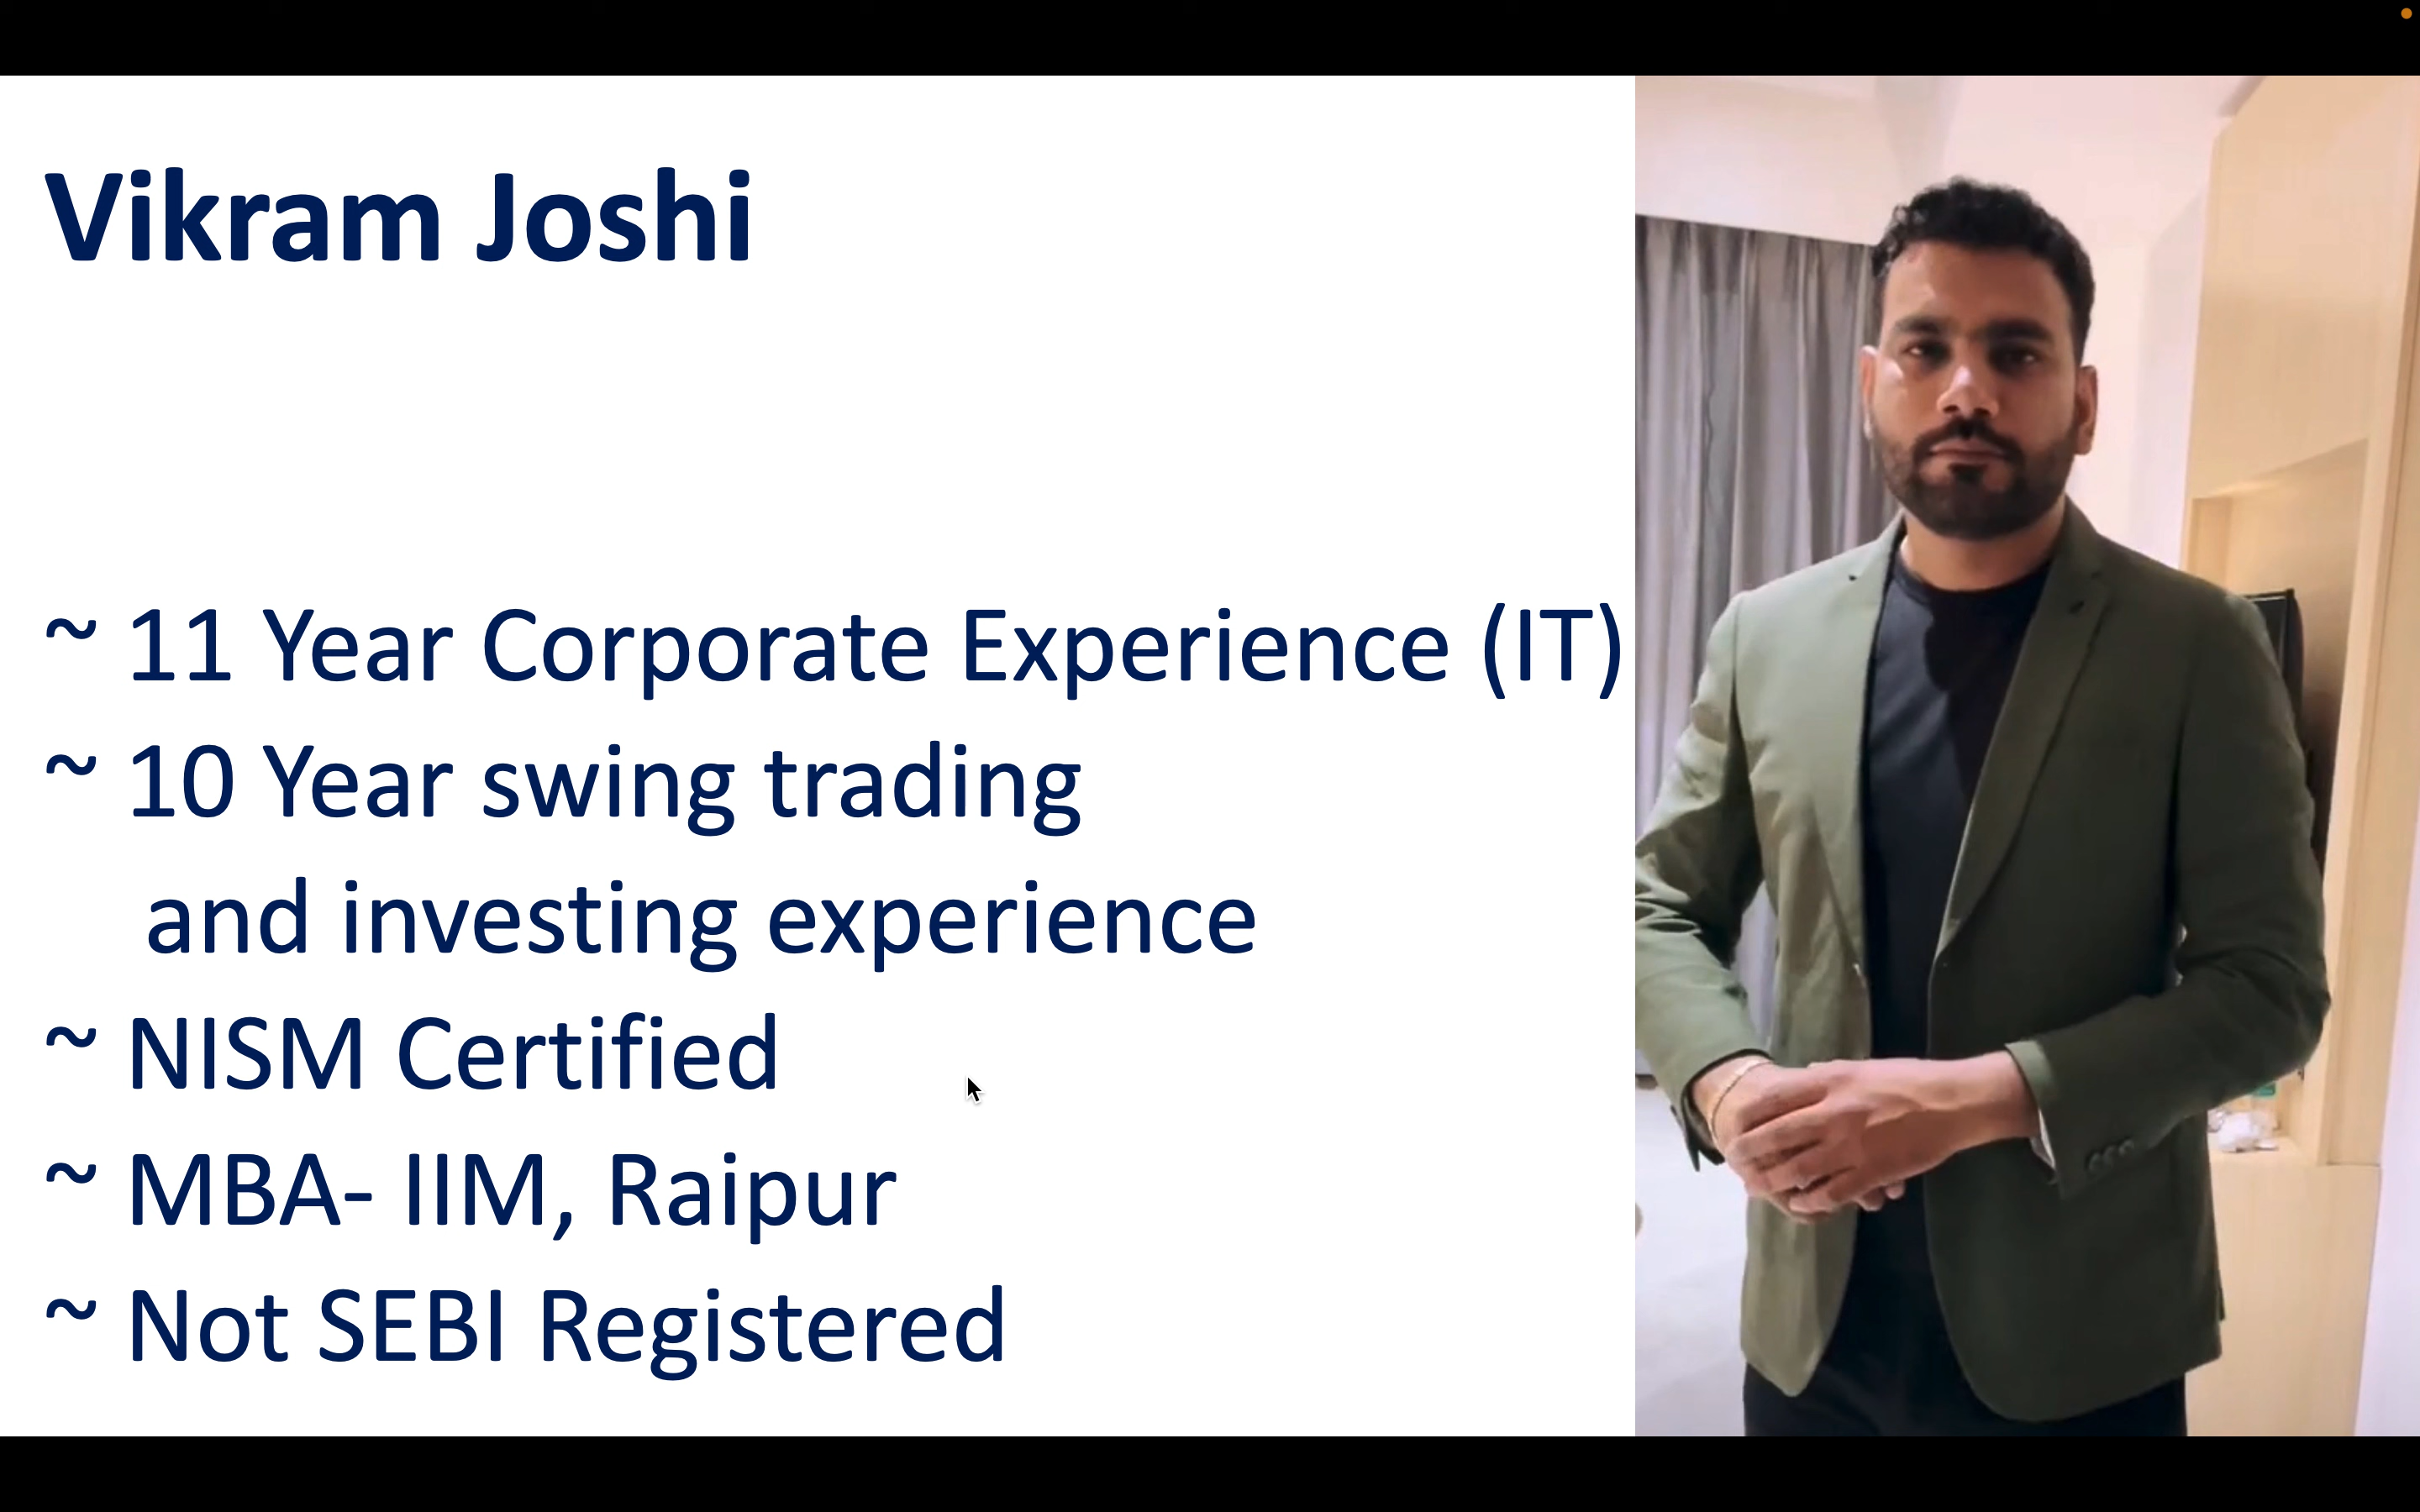 Vikram Joshi
~ 11 Year Corporate Experience (IT)
~ 10 Year swing trading
and investing experience
~ NISM Certified
~ MBA- IIM, Raipur
~ Not SEBI Registered